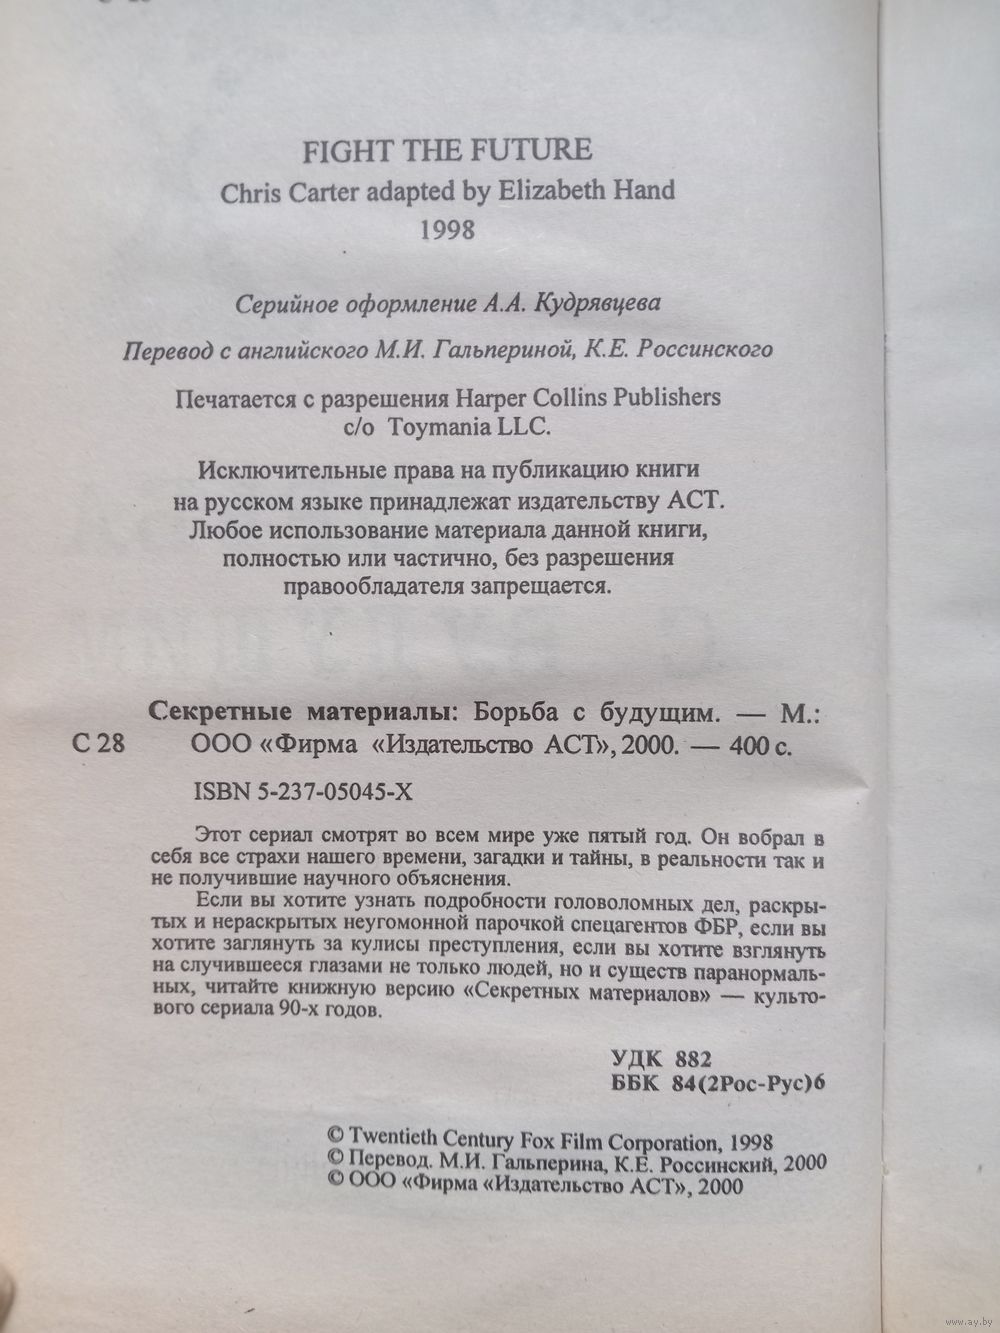 FIGHT THE FUTURE
Chris Carter adapted by Elizabeth Hand
1998
Серийное оформление А.А. Кудрявцева
Перевод с английского М.И. Гальпериной, К.Е. Россинского
Печатается с разрешения Harper Collins Publishers
c/o Toymania LLC.
Исключительные права на публикацию книги
на русском языке принадлежат издательству АСТ.
Любое использование материала данной книги,
полностью или частично, без разрешения
правообладателя запрещается.
Секретные материалы: Борьба с будущим. — М.:
С 28 ООО «Фирма «Издательство АСТ», 2000. — 400 с.
ISBN 5-237-05045-X
Этот сериал смотрят во всем мире уже пятый год. Он вобрал в
себя все страхи нашего времени, загадки и тайны, в реальности так и
не получившие научного объяснения.
Если вы хотите узнать подробности головоломных дел, раскры-
тых и нераскрытых неугомонной парочкой спецагентов ФБР, если вы
хотите заглянуть за кулисы преступления, если вы хотите взглянуть
на случившееся глазами не только людей, но и существ паранормаль-
ных, читайте книжную версию «Секретных материалов» — культо-
вого сериала 90-х годов.
УДК 882
ББК 84(2Рос-Рус)6
© Twentieth Century Fox Film Corporation, 1998
© Перевод. М.И. Гальперина, К.Е. Россинский, 2000
© ООО «Фирма «Издательство АСТ», 2000
www.ay.by